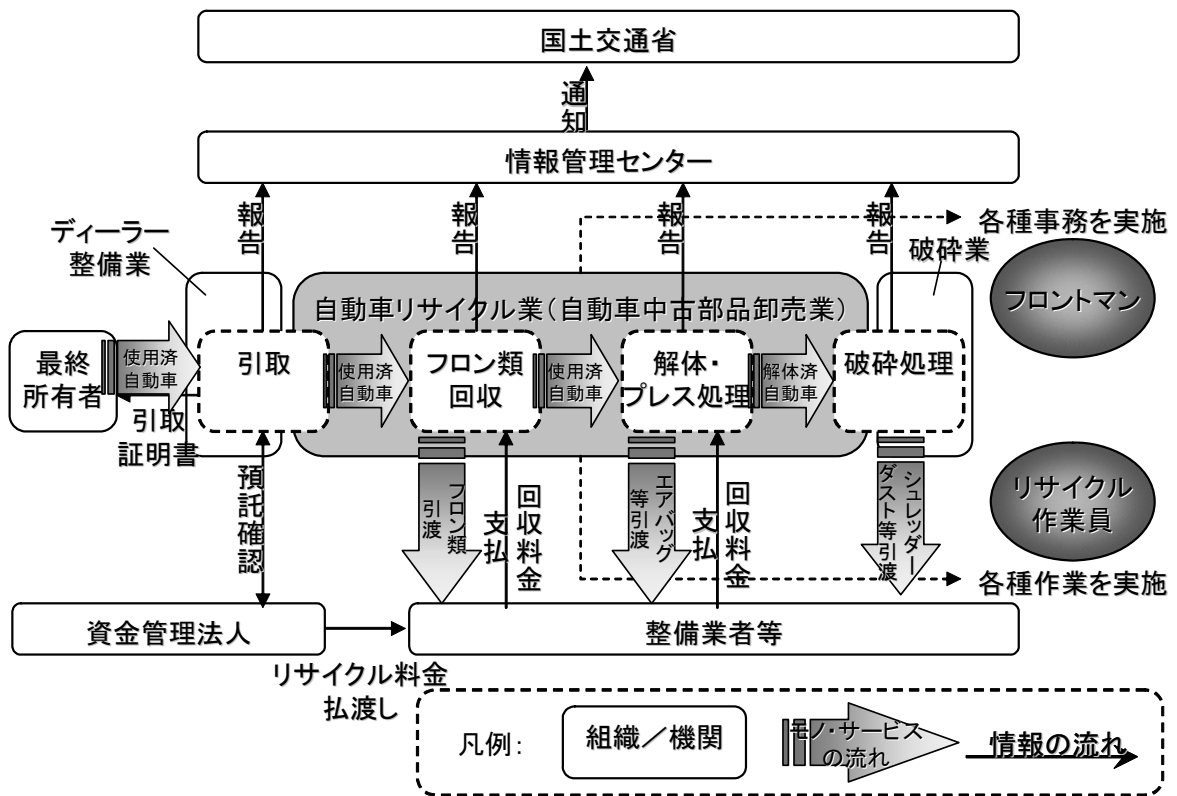 国土交通省
通知
情報管理センター
報告
報告
報告
報告
各種事務を実施
ディーラー
整備業
破砕業
フロントマン
自動車リサイクル業（自動車中古部品卸売業）
最終
所有者
使用済
自動車
引取
使用済
自動車
フロン類
回収
使用済
自動車
解体・
プレス処理
解体済
自動車
破砕処理
引取
証明書
預託確認
フロン類
引渡
回収料金
支払
エアバッグ
等引渡
回収料金
支払
シュレッダー
ダスト等引渡
リサイクル
作業員
各種作業を実施
資金管理法人
整備業者等
リサイクル料金
払渡し
凡例：
組織／機関
モノ・サービス
の流れ
情報の流れ